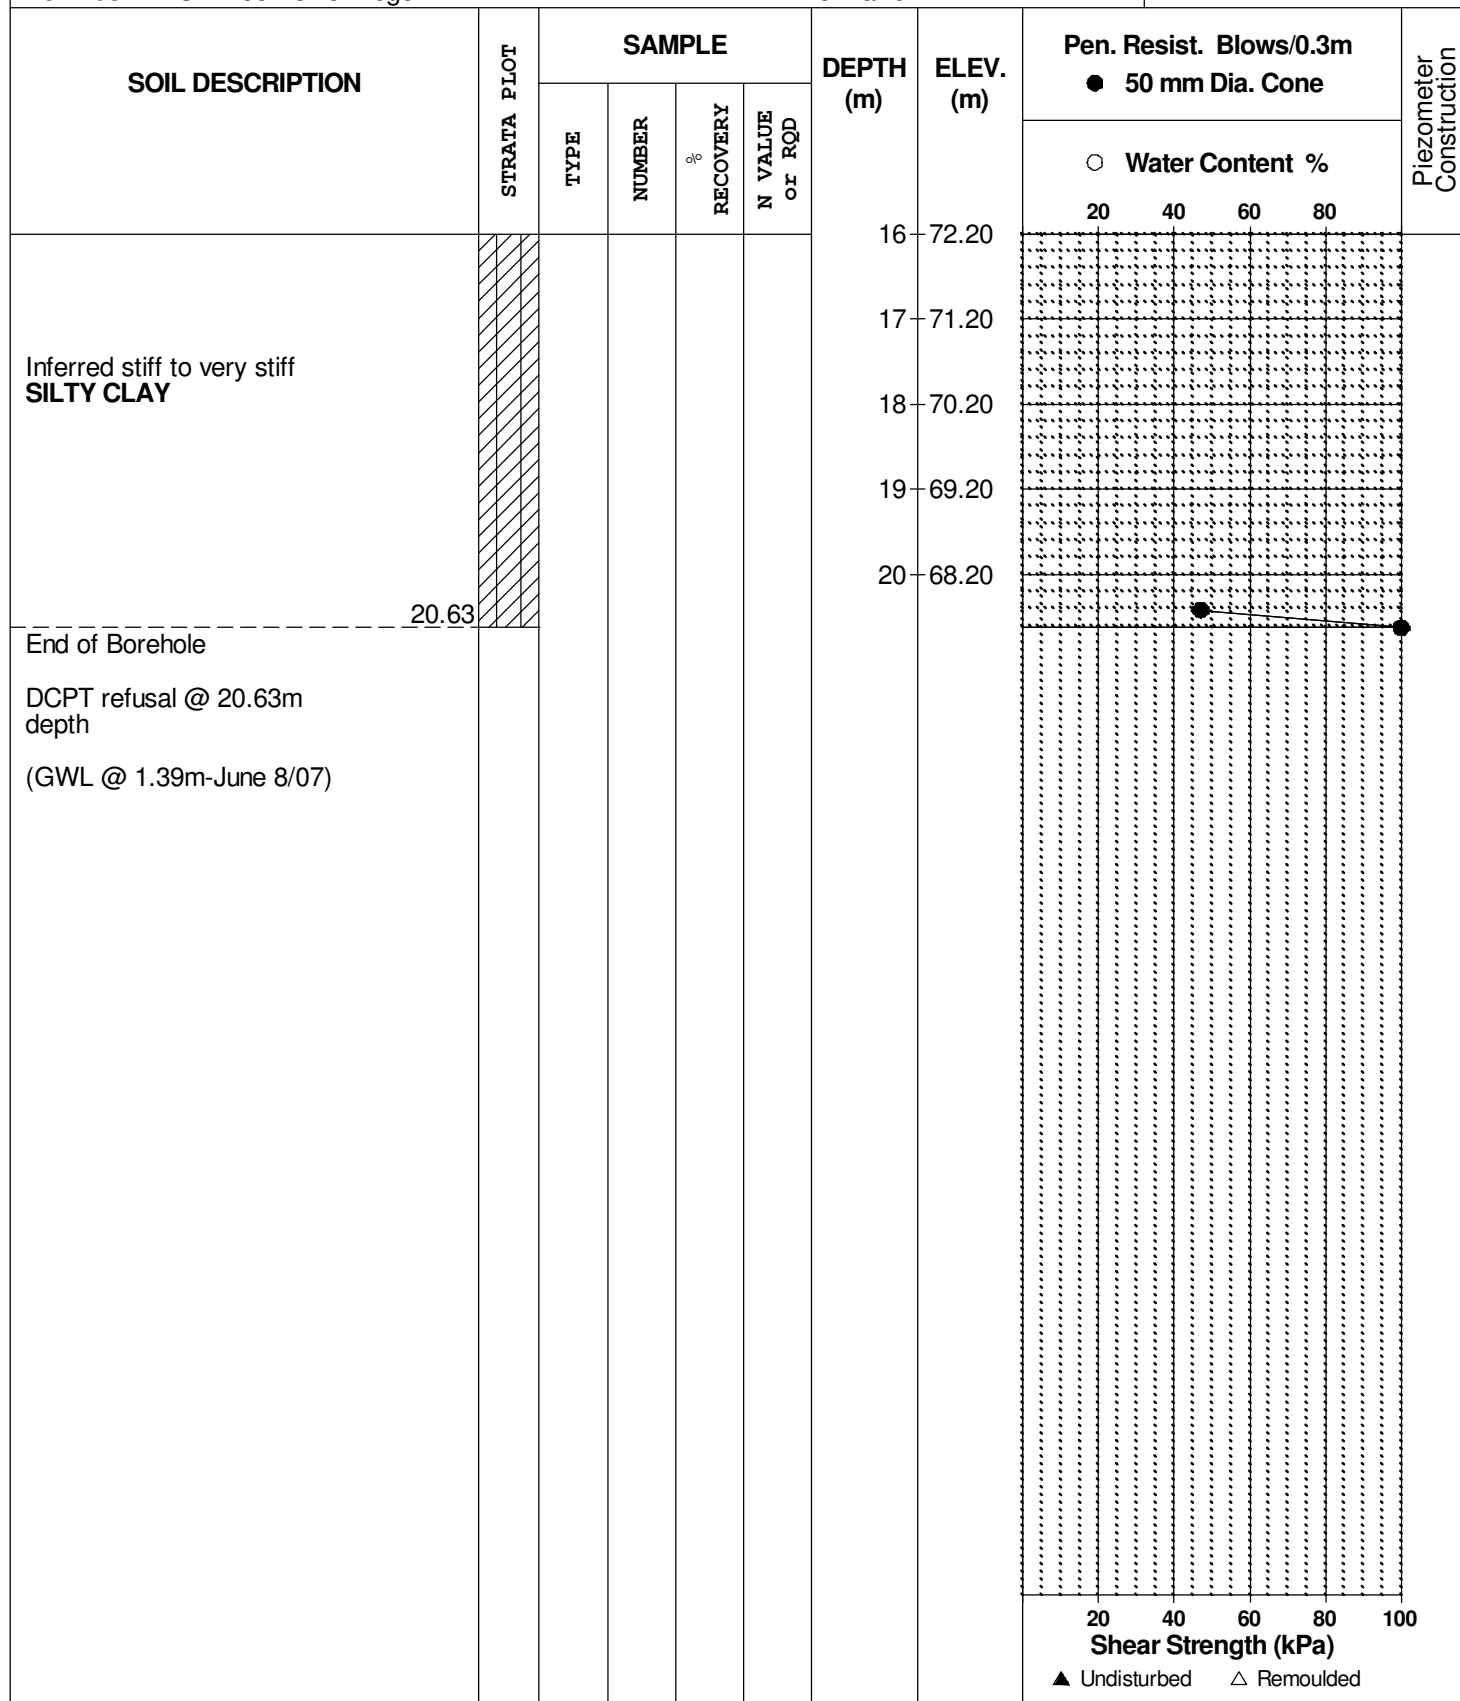 SOIL DESCRIPTION
STRATA PLOT
SAMPLE
TYPE
NUMBER
%
RECOVERY
N VALUE
or RQD
DEPTH
(m)
ELEV.
(m)
Pen. Resist. Blows/0.3m
● 50 mm Dia. Cone
○ Water Content %
20 40 60 80
Piezometer
Construction
16 72.20
17 71.20
Inferred stiff to very stiff
SILTY CLAY
18 70.20
19 69.20
20 68.20
20.63
End of Borehole
DCPT refusal @ 20.63m
depth
(GWL @ 1.39m-June 8/07)
20 40 60 80 100
Shear Strength (kPa)
▲ Undisturbed △ Remoulded